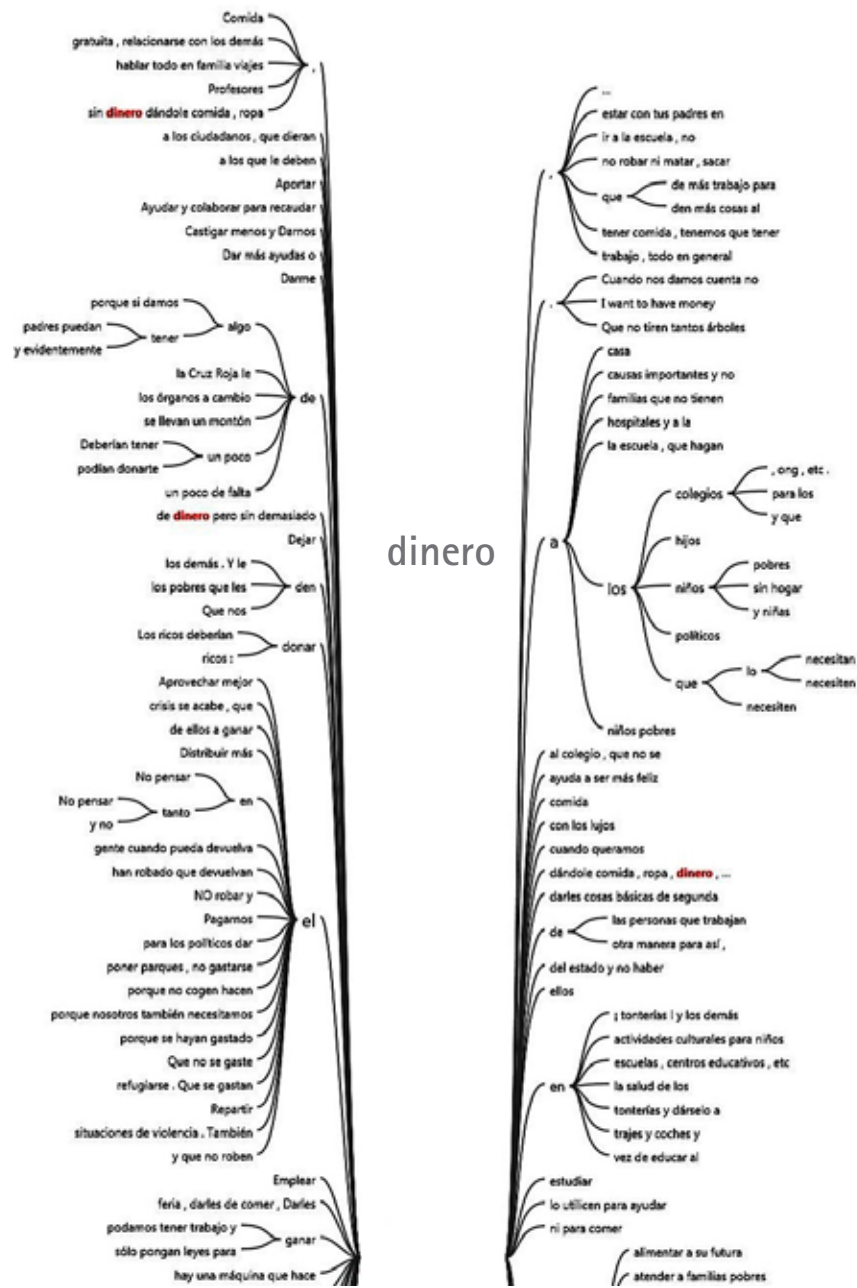 Comida
gratuita , relacionarse con los demás
hablar todo en familia viajes
Profesores
sin dinero dándole comida , ropa
,
a los ciudadanos , que dieran
a los que le deben
Aportar
Ayudar y colaborar para recaudar
Castigar menos y Darnos
Dar más ayudas o
Darme
porque si damos
padres puedan
y evidentemente
tener
algo
la Cruz Roja le
los órganos a cambio
se llevan un montón
Deberían tener
podían donarte
un poco
un poco de falta
de
de dinero pero sin demasiado
Dejar
los demás . Y le
los pobres que les
Que nos
den
Los ricos deberían
ricos :
donar
Aprovechar mejor
crisis se acabe , que
de ellos a ganar
Distribuir más
No pensar
No pensar
y no
tanto
en
gente cuando pueda devuelva
han robado que devuelvan
NO robar y
Pagarnos
para los políticos dar
poner parques , no gastarse
porque no cogen hacen
porque nosotros también necesitamos
porque se hayan gastado
Que no se gaste
refugiarse . Que se gastan
Repartir
situaciones de violencia . También
y que no roben
el
Emplear
feria , darles de comer , Darles
podamos tener trabajo y
sólo pongan leyes para
ganar
hay una máquina que hace
dinero
,
...
estar con tus padres en
ir a la escuela , no
no robar ni matar , sacar
que
de más trabajo para
den más cosas al
tener comida , tenemos que tener
trabajo , todo en general
.
Cuando nos damos cuenta no
I want to have money
Que no tiren tantos árboles
a
casa
causas importantes y no
familias que no tienen
hospitales y a la
la escuela , que hagan
los
colegios
, ong , etc .
para los
y que
hijos
niños
pobres
sin hogar
y niñas
políticos
que
lo
necesitan
necesiten
necesiten
niños pobres
al colegio , que no se
ayuda a ser más feliz
comida
con los lujos
cuando queramos
dándole comida , ropa , dinero , ...
darles cosas básicas de segunda
de
las personas que trabajan
otra manera para así ,
del estado y no haber
ellos
en
¡ tonterías ! y los demás
actividades culturales para niños
escuelas , centros educativos , etc
la salud de los
tonterías y dárselo a
trajes y coches y
vez de educar al
estudiar
lo utilicen para ayudar
ni para comer
alimentar a su futura
atender a familias pobres